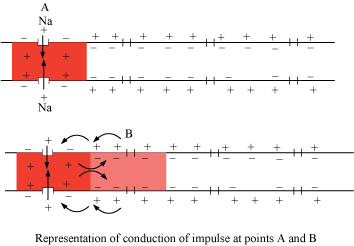 A
Na
+ + + + + + + + +
− + − − − − − − − − −
+ +
+ +
− + − − − − − − − − −
Na + + + + + + + + +
B
+ + + + + + + +
− + − − − − − − − −
+ + + +
+ + + +
− − − − − − − − −
+ + + + + + + + +
Representation of conduction of impulse at points A and B